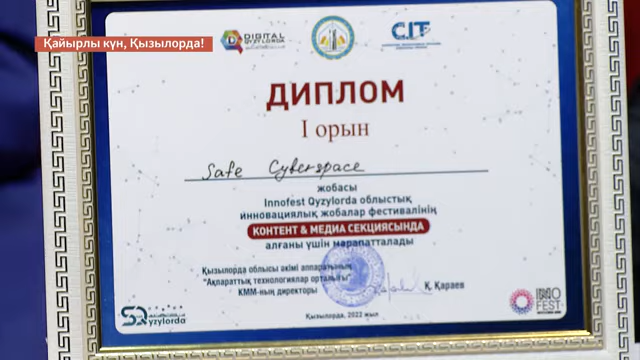 Қайырлы күн, Қызылорда!
DIGITAL
QYZYLORDA
CIT
ДИПЛОМ
I орын
Safe Cyberspace
жобасы
Innofest Qyzylorda облыстық
инновациялық жобалар фестивалінің
КОНТЕНТ & МЕДИА СЕКЦИЯСЫНДА
алғаны үшін марапатталады
Қызылорда облысы әкімі аппаратының
"Ақпараттық технологиялар орталығы"
КММ-ның директоры
Қ. Қараев
Qyzylorda
Қызылорда, 2022 жыл
INNO
FEST